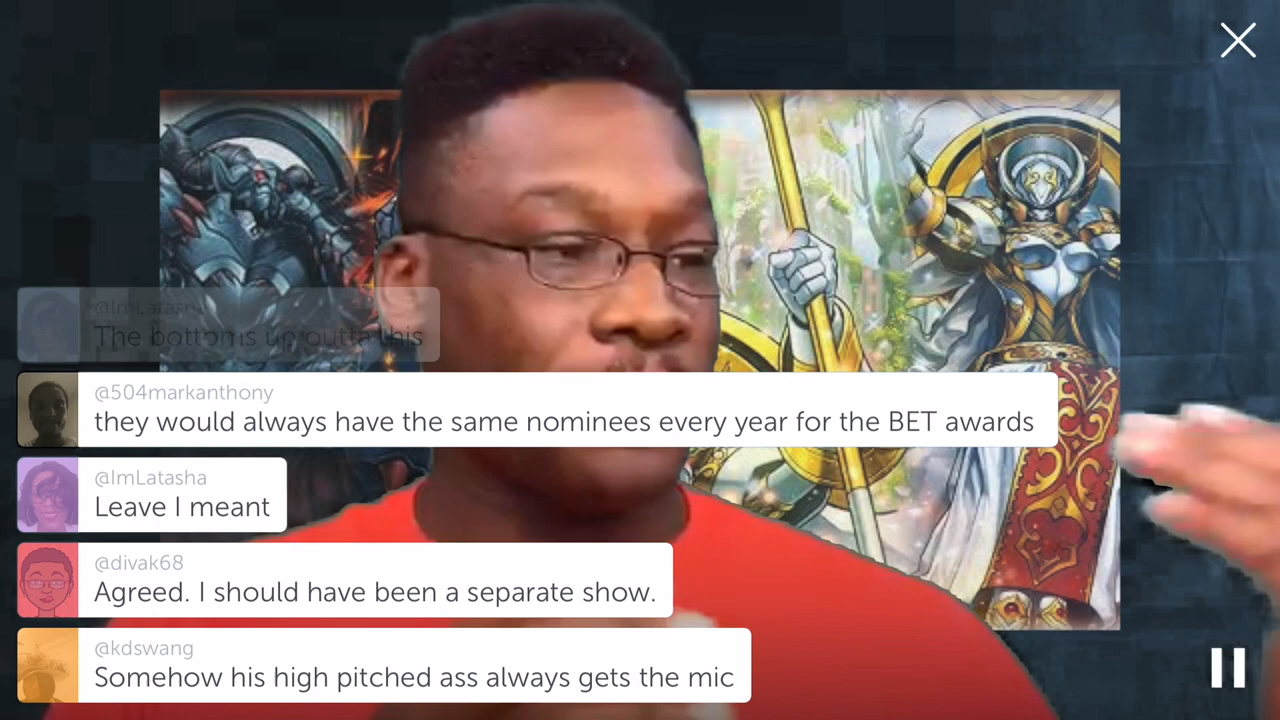 @ImLatasha
The bottoms up outta this
@504markanthony
they would always have the same nominees every year for the BET awards
@ImLatasha
Leave I meant
@divak68
Agreed. I should have been a separate show.
@kdswang
Somehow his high pitched ass always gets the mic